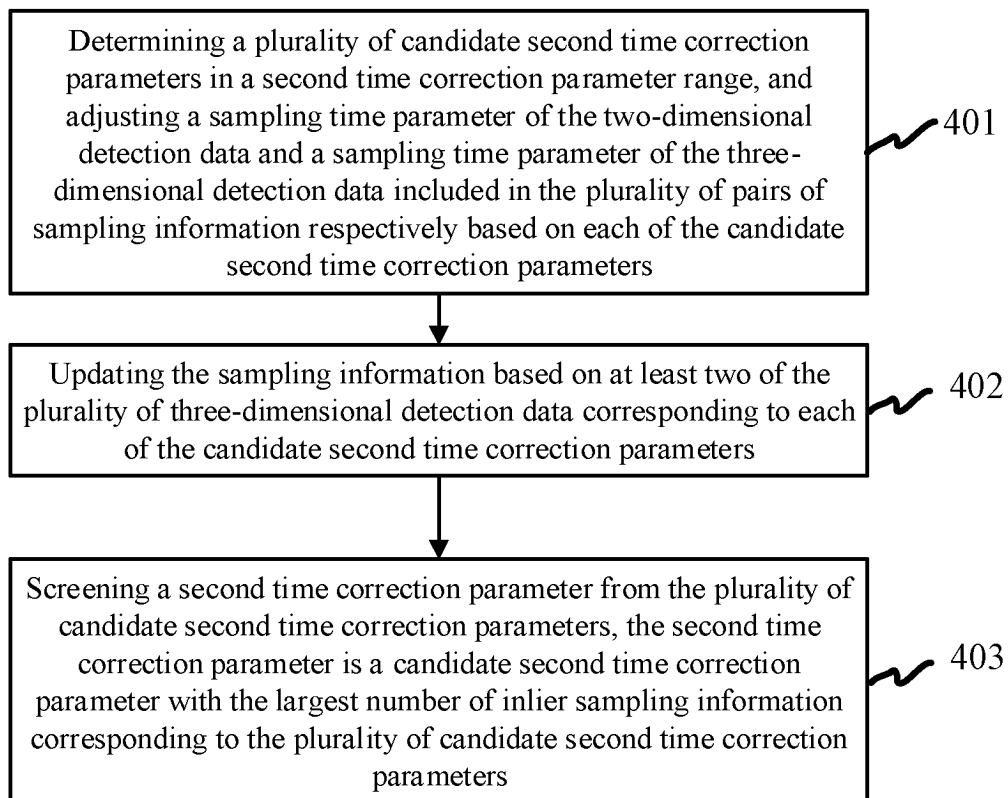 Determining a plurality of candidate second time correction
parameters in a second time correction parameter range, and
adjusting a sampling time parameter of the two-dimensional
detection data and a sampling time parameter of the three-
dimensional detection data included in the plurality of pairs of
sampling information respectively based on each of the candidate
second time correction parameters
401
Updating the sampling information based on at least two of the
plurality of three-dimensional detection data corresponding to each
of the candidate second time correction parameters
402
Screening a second time correction parameter from the plurality of
candidate second time correction parameters, the second time
correction parameter is a candidate second time correction
parameter with the largest number of inlier sampling information
corresponding to the plurality of candidate second time correction
parameters
403